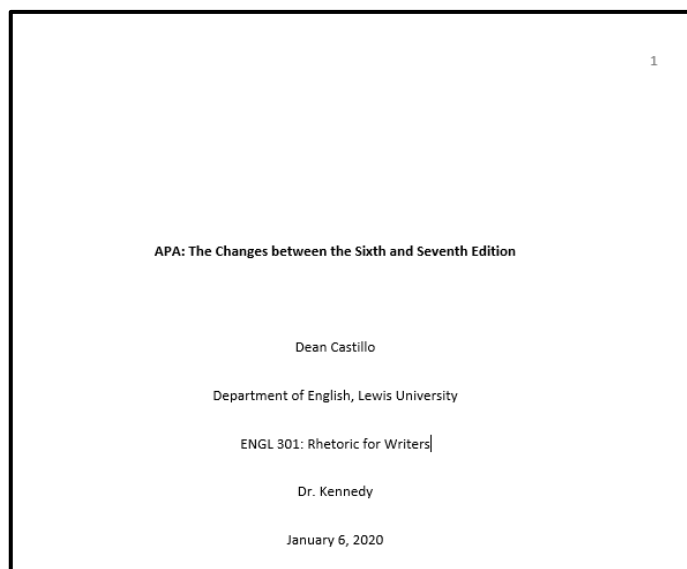 1
APA: The Changes between the Sixth and Seventh Edition
Dean Castillo
Department of English, Lewis University
ENGL 301: Rhetoric for Writers
Dr. Kennedy
January 6, 2020